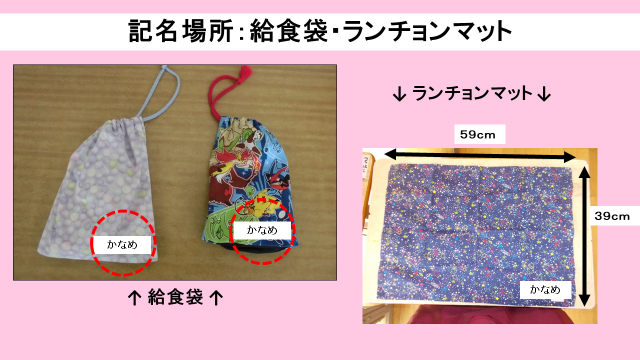 記名場所:給食袋・ランチョンマット
↓ランチョンマット↓
59cm
39cm
かなめ
かなめ
かなめ
↑給食袋↑